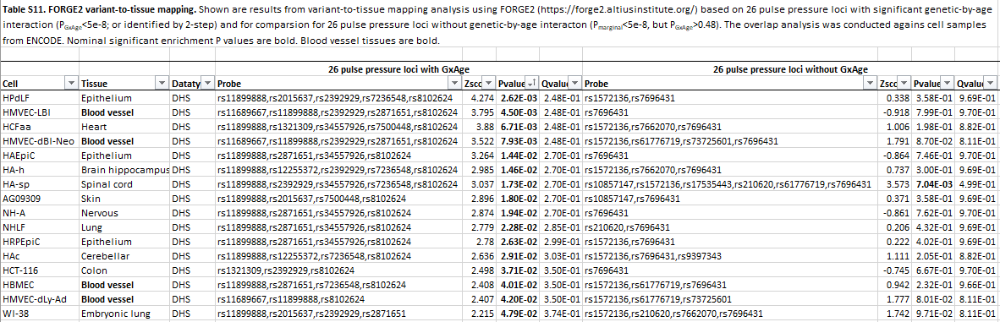 Table S11. FORGE2 variant-to-tissue mapping. Shown are results from variant-to-tissue mapping analysis using FORGE2 (https://forge2.altiusinstitute.org/) based on 26 pulse pressure loci with significant genetic-by-age
interaction (PGxAge<5e-8; or identified by 2-step) and for comparsion for 26 pulse pressure loci without genetic-by-age interacton (Pmarginal<5e-8, but PGxAge>0.48). The overlap analysis was conducted agains cell samples
from ENCODE. Nominal significant enrichment P values are bold. Blood vessel tissues are bold.
26 pulse pressure loci with GxAge 26 pulse pressure loci without GxAge
Cell Tissue Dataty Probe Zsco Pvalue Qvalu Probe Zsco Pvalue Qvalu
HPdLF Epithelium DHS rs11899888,rs2015637,rs2392929,rs7236548,rs8102624 4.274 2.62E-03 2.48E-01 rs1572136,rs7696431 0.338 3.58E-01 9.69E-01
HMVEC-LBl Blood vessel DHS rs11689667,rs11899888,rs2392929,rs2871651,rs8102624 3.795 4.50E-03 2.48E-01 rs7696431 -0.918 7.99E-01 9.70E-01
HCFaa Heart DHS rs11899888,rs1321309,rs34557926,rs7500448,rs8102624 3.88 6.71E-03 2.48E-01 rs1572136,rs7662070,rs7696431 1.006 1.98E-01 8.82E-01
HMVEC-dBl-Neo Blood vessel DHS rs11689667,rs11899888,rs2392929,rs2871651,rs8102624 3.522 7.93E-03 2.48E-01 rs1572136,rs61776719,rs73725601,rs7696431 1.791 8.70E-02 8.11E-01
HAEpiC Epithelium DHS rs11899888,rs2871651,rs34557926,rs8102624 3.264 1.44E-02 2.70E-01 rs7696431 -0.864 7.46E-01 9.70E-01
HA-h Brain hippocampus DHS rs11899888,rs12255372,rs2392929,rs7236548,rs8102624 2.985 1.46E-02 2.70E-01 rs1572136,rs7662070,rs7696431 0.737 3.00E-01 9.69E-01
HA-sp Spinal cord DHS rs11899888,rs2392929,rs34557926,rs7236548,rs8102624 3.037 1.73E-02 2.70E-01 rs10857147,rs1572136,rs17535443,rs210620,rs61776719,rs7696431 3.573 7.04E-03 4.99E-01
AG09309 Skin DHS rs11899888,rs2015637,rs7500448,rs8102624 2.896 1.80E-02 2.70E-01 rs10857147,rs7696431 0.371 3.58E-01 9.69E-01
NH-A Nervous DHS rs11899888,rs2871651,rs34557926,rs8102624 2.874 1.94E-02 2.70E-01 rs7696431 -0.861 7.62E-01 9.70E-01
NHLF Lung DHS rs11899888,rs2871651,rs34557926,rs8102624 2.779 2.28E-02 2.85E-01 rs210620,rs7696431 0.206 4.32E-01 9.69E-01
HRPEpiC Epithelium DHS rs11899888,rs2871651,rs34557926,rs8102624 2.78 2.63E-02 2.99E-01 rs1572136,rs7696431 0.222 4.02E-01 9.69E-01
HAc Cerebellar DHS rs11899888,rs12255372,rs7236548,rs8102624 2.636 2.91E-02 3.03E-01 rs1572136,rs7696431,rs9397343 1.111 2.05E-01 8.82E-01
HCT-116 Colon DHS rs1321309,rs2392929,rs8102624 2.498 3.71E-02 3.50E-01 rs7696431 -0.745 6.67E-01 9.70E-01
HBMEC Blood vessel DHS rs11899888,rs2871651,rs7236548,rs8102624 2.408 4.01E-02 3.50E-01 rs1572136,rs61776719,rs7696431 0.942 2.32E-01 9.66E-01
HMVEC-dLy-Ad Blood vessel DHS rs11689667,rs11899888,rs8102624 2.407 4.20E-02 3.50E-01 rs1572136,rs61776719,rs73725601 1.777 8.01E-02 8.11E-01
WI-38 Embryonic lung DHS rs11899888,rs2015637,rs2392929,rs2871651 2.215 4.79E-02 3.74E-01 rs1572136,rs210620,rs7662070,rs7696431 1.742 9.71E-02 8.11E-01